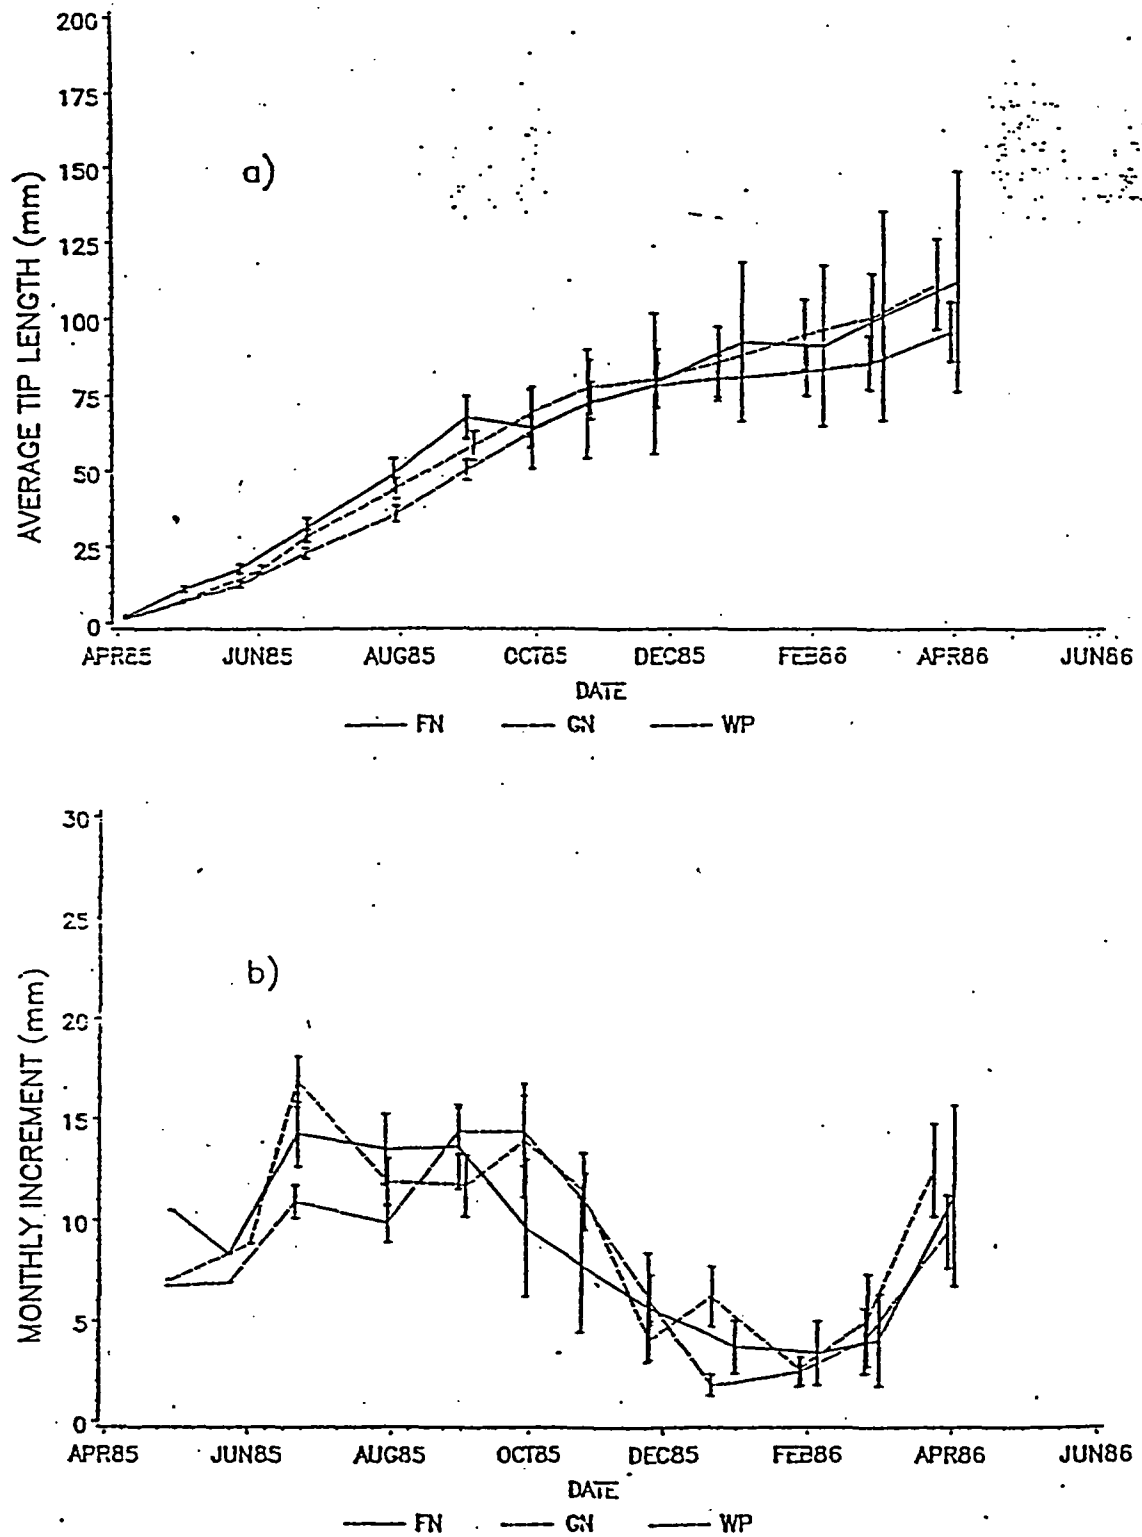 200
175
150
125
100
75
50
25
0
AVERAGE TIP LENGTH (mm)
a)
APR85 JUN85 AUG85 OCT85 DEC85 FEB86 APR86 JUN86
DATE
FN GN WP
30
25
20
15
10
5
0
MONTHLY INCREMENT (mm)
b)
APR85 JUN85 AUG85 OCT85 DEC85 FEB86 APR86 JUN86
DATE
FN GN WP